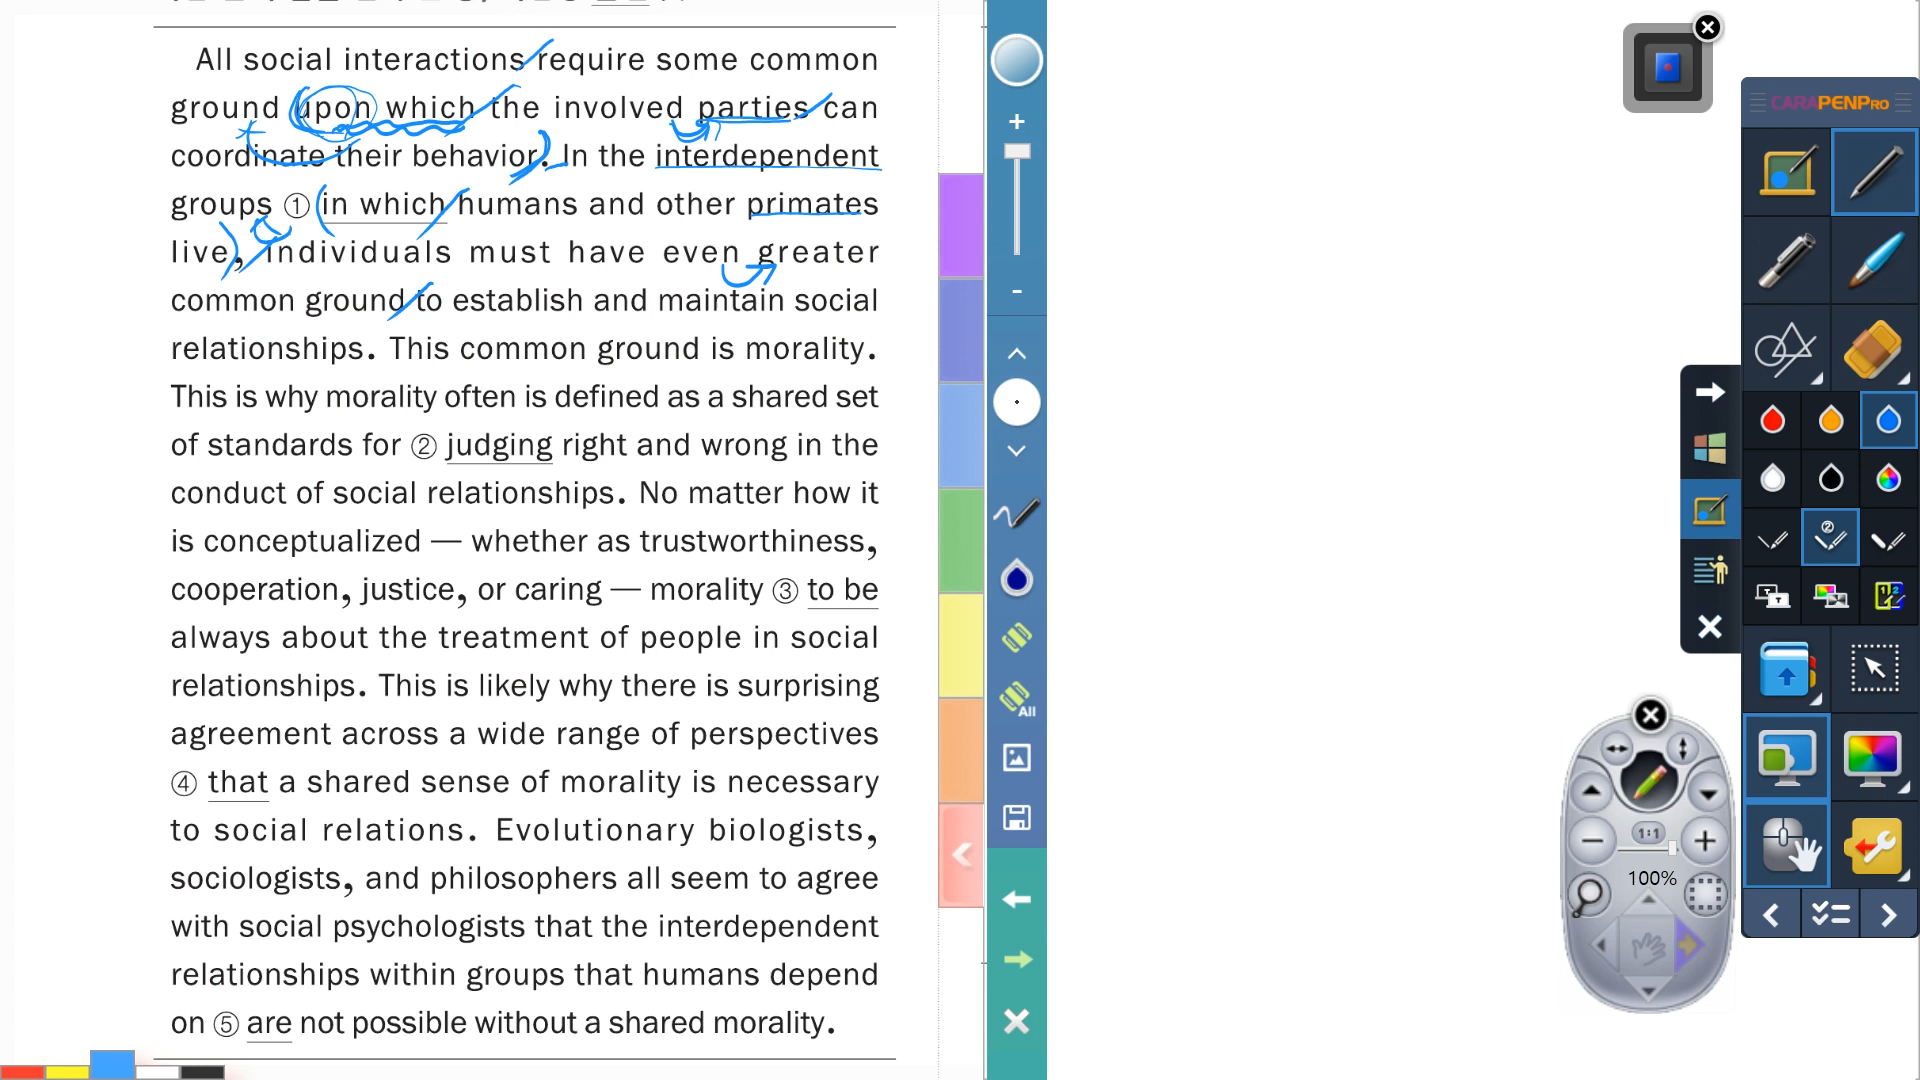 All social interactions require some common
ground upon which the involved parties can
coordinate their behavior. In the interdependent
groups ① in which humans and other primates
live, individuals must have even greater
common ground to establish and maintain social
relationships. This common ground is morality.
This is why morality often is defined as a shared set
of standards for ② judging right and wrong in the
conduct of social relationships. No matter how it
is conceptualized — whether as trustworthiness,
cooperation, justice, or caring — morality ③ to be
always about the treatment of people in social
relationships. This is likely why there is surprising
agreement across a wide range of perspectives
④ that a shared sense of morality is necessary
to social relations. Evolutionary biologists,
sociologists, and philosophers all seem to agree
with social psychologists that the interdependent
relationships within groups that humans depend
on ⑤ are not possible without a shared morality.
All
CARAPENPRO
②
1:1
100%